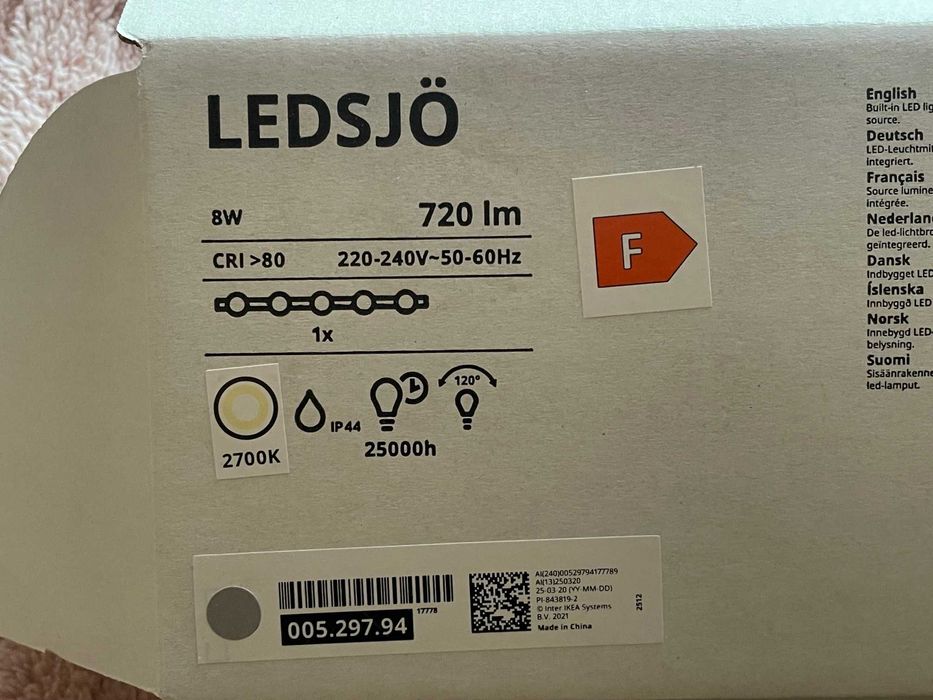 LEDSJÖ
8W 720 lm
CRI >80 220-240V~50-60Hz
1x
2700K
IP44
25000h
120°
F
English
Built-in LED lig
source.
Deutsch
LED-Leuchtmit
integriert.
Français
Source lumine
intégrée.
Nederlan
De led-lichtbro
geïntegreerd.
Dansk
Indbygget LED
Íslenska
Innbyggð LED
Norsk
Innebygd LED-
belysning.
Suomi
Sisäänrakenne
led-lamput.
17778
005.297.94
AI(240)00529794177789
AI(13)250320
25-03-20 (YY-MM-DD)
PI-843819-2
© Inter IKEA Systems
B.V. 2021
Made in China
2512